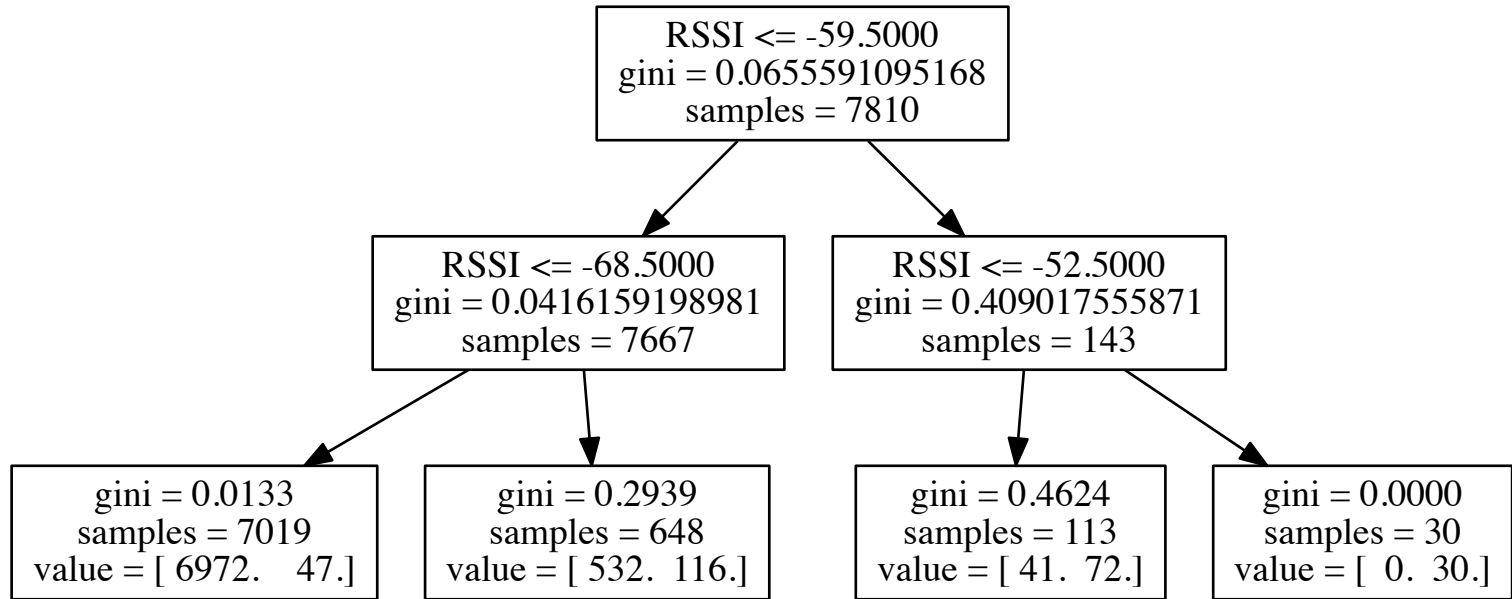 RSSI <= -59.5000
gini = 0.0655591095168
samples = 7810
RSSI <= -68.5000
gini = 0.0416159198981
samples = 7667
RSSI <= -52.5000
gini = 0.409017555871
samples = 143
gini = 0.0133
samples = 7019
value = [ 6972.    47.]
gini = 0.2939
samples = 648
value = [ 532.  116.]
gini = 0.4624
samples = 113
value = [ 41.  72.]
gini = 0.0000
samples = 30
value = [  0.  30.]